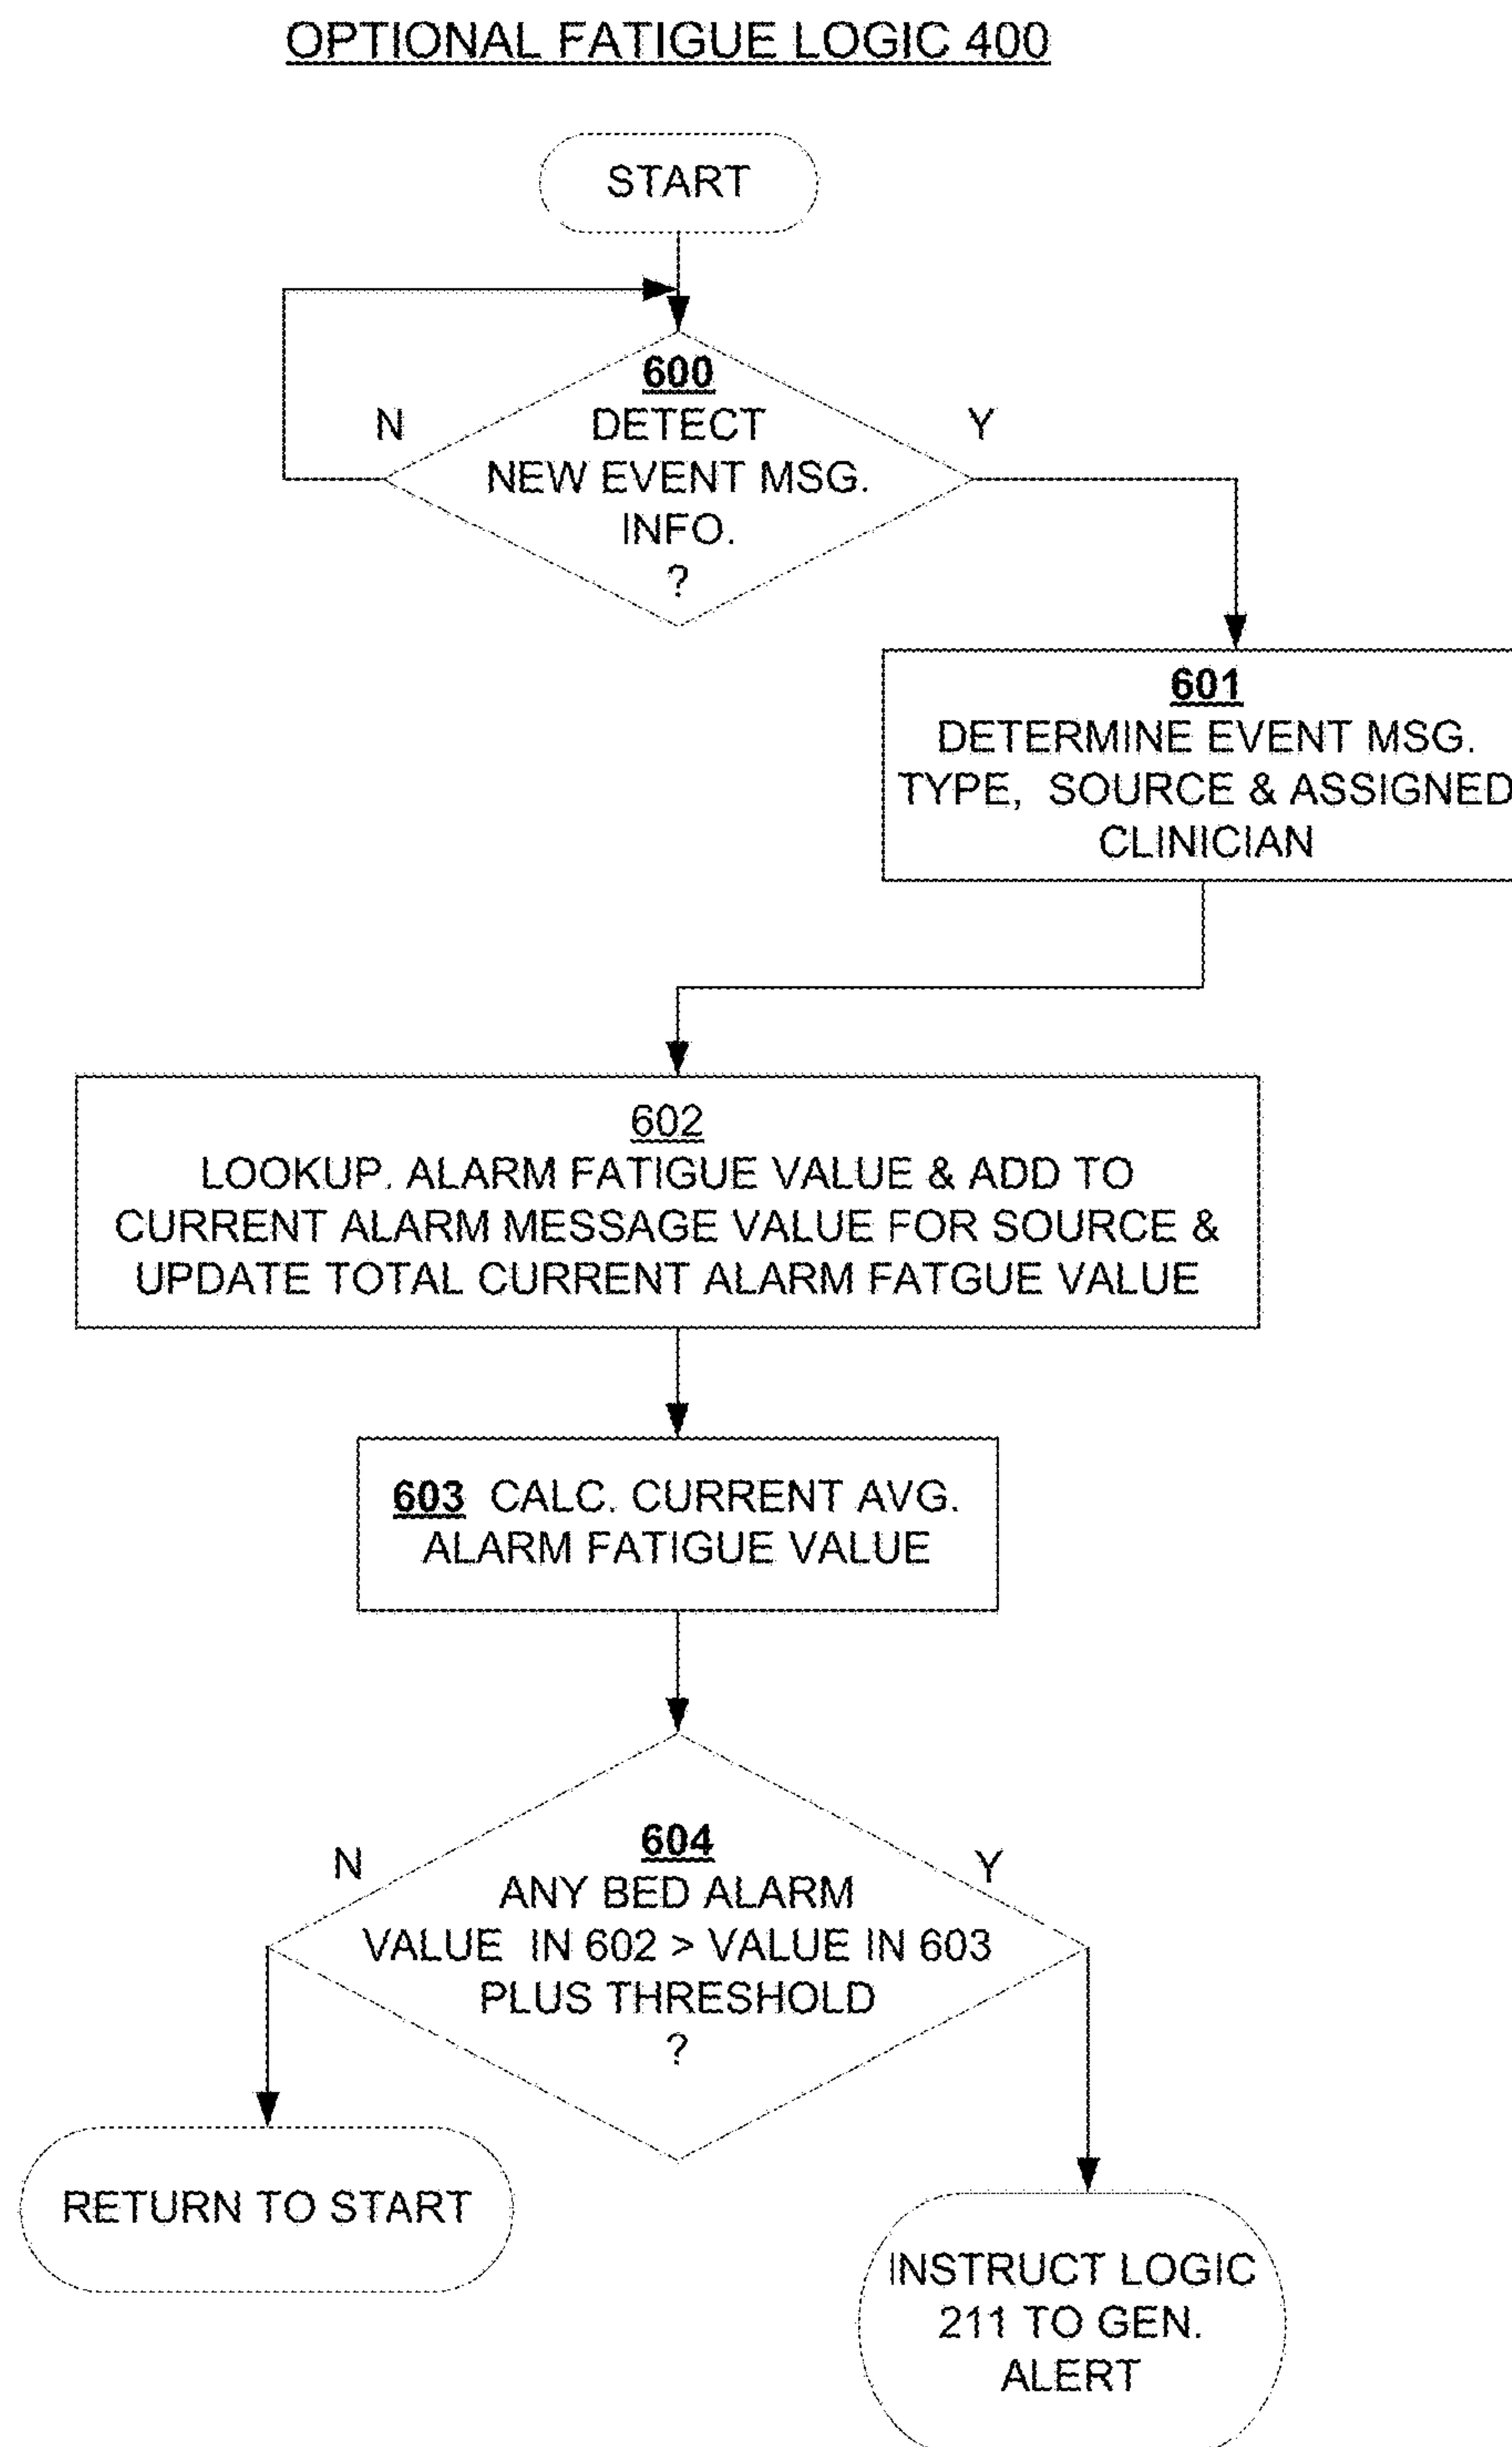 OPTIONAL FATIGUE LOGIC 400
START
600
DETECT
NEW EVENT MSG.
INFO.
?
N
Y
601
DETERMINE EVENT MSG.
TYPE, SOURCE & ASSIGNED
CLINICIAN
602
LOOKUP. ALARM FATIGUE VALUE & ADD TO
CURRENT ALARM MESSAGE VALUE FOR SOURCE &
UPDATE TOTAL CURRENT ALARM FATGUE VALUE
603 CALC. CURRENT AVG.
ALARM FATIGUE VALUE
604
ANY BED ALARM
VALUE IN 602 > VALUE IN 603
PLUS THRESHOLD
?
N
Y
RETURN TO START
INSTRUCT LOGIC
211 TO GEN.
ALERT